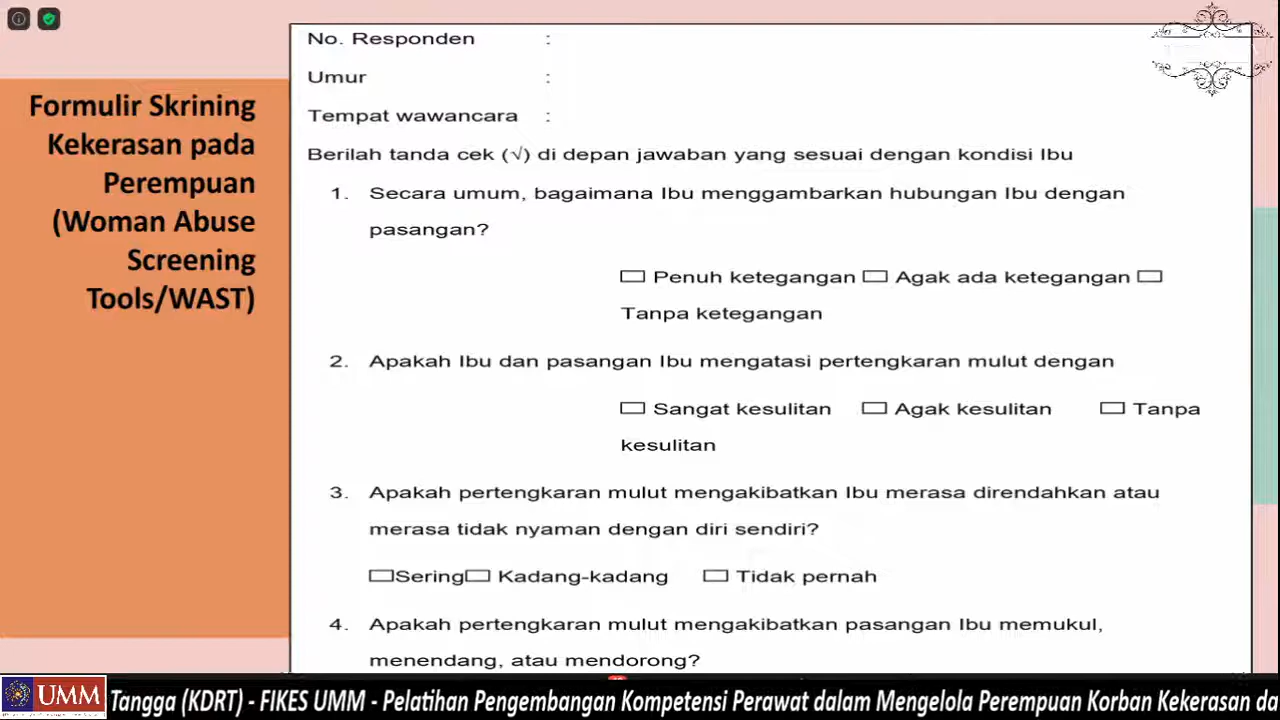 Formulir Skrining
Kekerasan pada
Perempuan
(Woman Abuse
Screening
Tools/WAST)
No. Responden :
Umur :
Tempat wawancara :
Berilah tanda cek (√) di depan jawaban yang sesuai dengan kondisi Ibu
1. Secara umum, bagaimana Ibu menggambarkan hubungan Ibu dengan
pasangan?
Penuh ketegangan Agak ada ketegangan
Tanpa ketegangan
2. Apakah Ibu dan pasangan Ibu mengatasi pertengkaran mulut dengan
Sangat kesulitan Agak kesulitan Tanpa
kesulitan
3. Apakah pertengkaran mulut mengakibatkan Ibu merasa direndahkan atau
merasa tidak nyaman dengan diri sendiri?
Sering Kadang-kadang Tidak pernah
4. Apakah pertengkaran mulut mengakibatkan pasangan Ibu memukul,
menendang, atau mendorong?
UMM Tangga (KDRT) - FIKES UMM - Pelatihan Pengembangan Kompetensi Perawat dalam Mengelola Perempuan Korban Kekerasan da